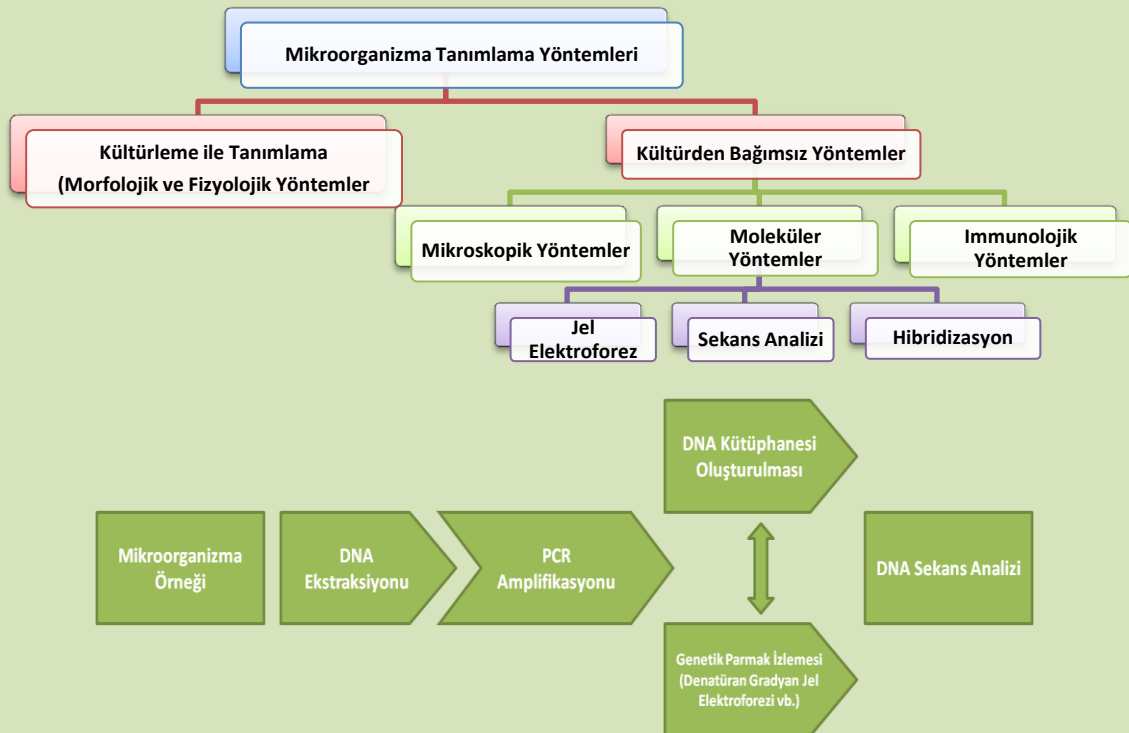 Mikroorganizma Tanımlama Yöntemleri
Kültürleme ile Tanımlama
(Morfolojik ve Fizyolojik Yöntemler
Kültürden Bağımsız Yöntemler
Mikroskopik Yöntemler
Moleküler
Yöntemler
Immunolojik
Yöntemler
Jel
Elektroforez
Sekans Analizi
Hibridizasyon
DNA Kütüphanesi
Oluşturulması
Mikroorganizma
Örneği
DNA
Ekstraksiyonu
PCR
Amplifikasyonu
DNA Sekans Analizi
Genetik Parmak İzlemesi
(Denatüran Gradyan Jel
Elektroforezi vb.)